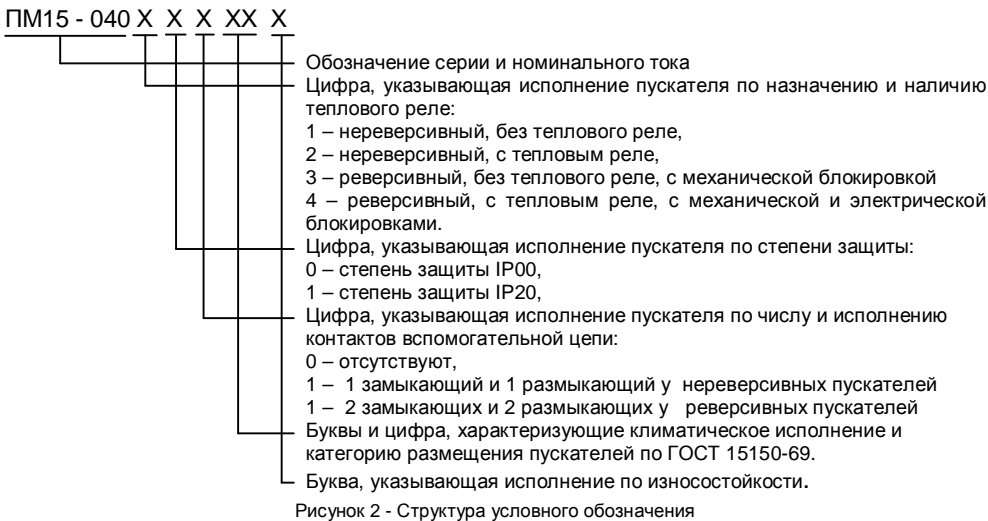 ПМ15 - 040 Х Х Х ХХ Х
Обозначение серии и номинального тока
Цифра, указывающая исполнение пускателя по назначению и наличию
теплового реле:
1 – нереверсивный, без теплового реле,
2 – нереверсивный, с тепловым реле,
3 – реверсивный, без теплового реле, с механической блокировкой
4 – реверсивный, с тепловым реле, с механической и электрической
блокировками.
Цифра, указывающая исполнение пускателя по степени защиты:
0 – степень защиты IP00,
1 – степень защиты IP20,
Цифра, указывающая исполнение пускателя по числу и исполнению
контактов вспомогательной цепи:
0 – отсутствуют,
1 – 1 замыкающий и 1 размыкающий у нереверсивных пускателей
1 – 2 замыкающих и 2 размыкающих у реверсивных пускателей
Буквы и цифра, характеризующие климатическое исполнение и
категорию размещения пускателей по ГОСТ 15150-69.
Буква, указывающая исполнение по износостойкости.
Рисунок 2 - Структура условного обозначения